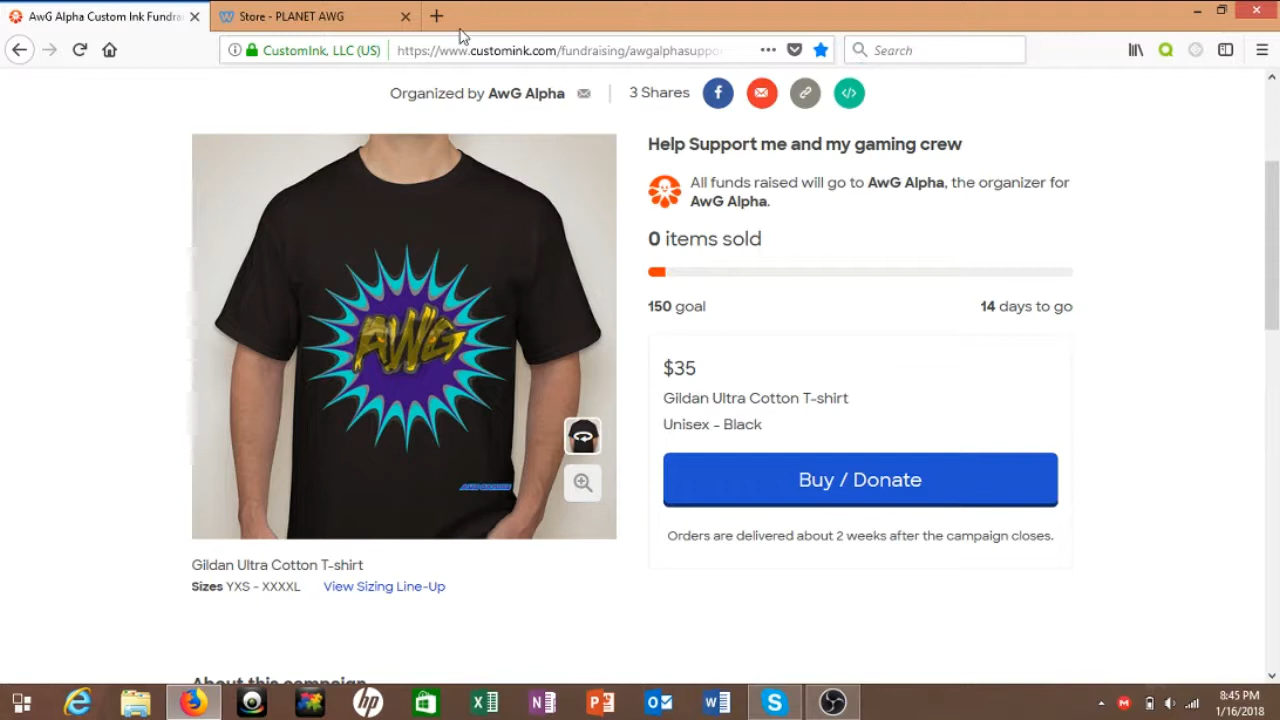 AwG Alpha Custom Ink Fundra
Store - PLANET AWG
CustomInk, LLC (US)
https://www.customink.com/fundraising/awgalphasuppo
Search
Organized by AwG Alpha
3 Shares
Help Support me and my gaming crew
All funds raised will go to AwG Alpha, the organizer for
AwG Alpha.
0 items sold
150 goal
14 days to go
AWG
$35
Gildan Ultra Cotton T-shirt
Unisex - Black
Buy / Donate
Orders are delivered about 2 weeks after the campaign closes.
Gildan Ultra Cotton T-shirt
Sizes YXS - XXXXL
View Sizing Line-Up
About this campaign
8:45 PM
1/16/2018